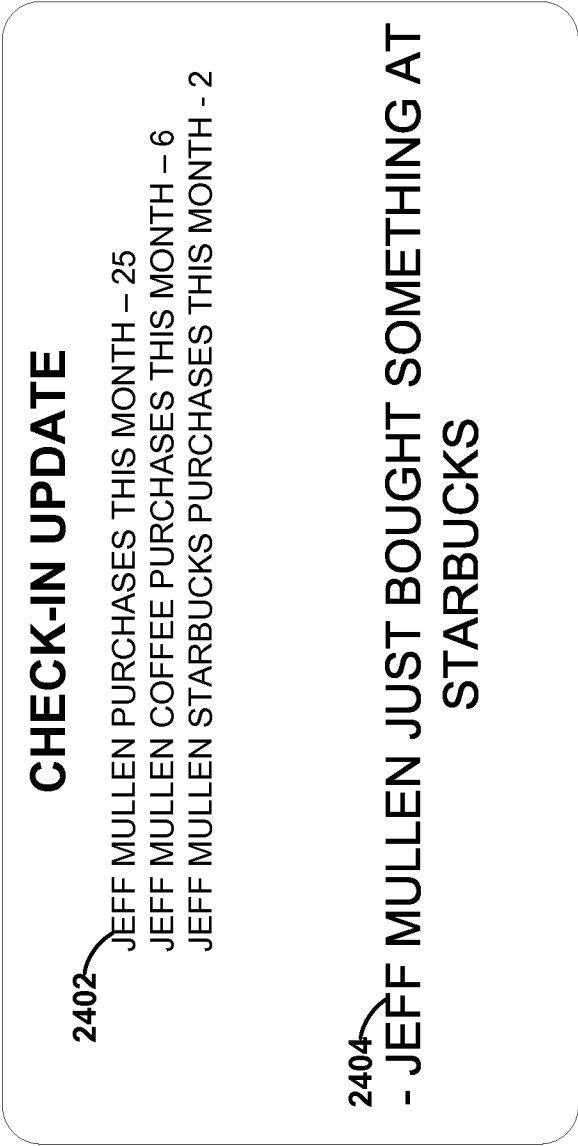 CHECK-IN UPDATE
2402
JEFF MULLEN PURCHASES THIS MONTH – 25
JEFF MULLEN COFFEE PURCHASES THIS MONTH – 6
JEFF MULLEN STARBUCKS PURCHASES THIS MONTH - 2
2404
- JEFF MULLEN JUST BOUGHT SOMETHING AT
STARBUCKS